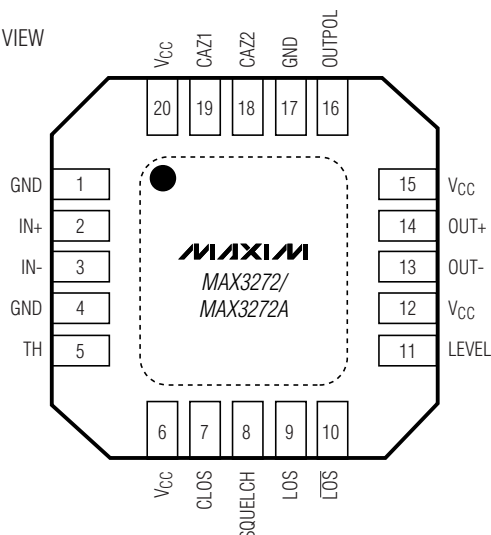 VIEW
VCC
CAZ1
CAZ2
GND
OUTPOL
20
19
18
17
16
GND 1
IN+ 2
IN- 3
GND 4
TH 5
MAXIM
MAX3272/
MAX3272A
15 VCC
14 OUT+
13 OUT-
12 VCC
11 LEVEL
6
7
8
9
10
VCC
CLOS
SQUELCH
LOS
L̅O̅S̅